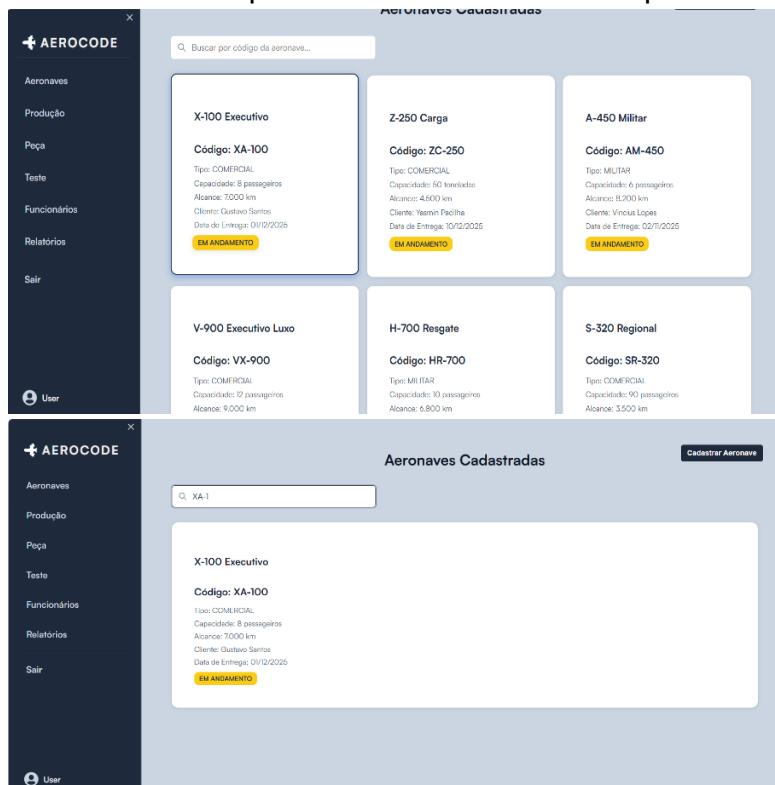 Aeronaves Cadastradas
×
AEROCODE
Buscar por código da aeronave...
Aeronaves
Produção
Peça
Teste
Funcionários
Relatórios
Sair
User
X-100 Executivo
Código: XA-100
Tipo: COMERCIAL
Capacidade: 8 passageiros
Alcance: 7.000 km
Cliente: Gustavo Santos
Data de Entrega: 01/12/2025
EM ANDAMENTO
Z-250 Carga
Código: ZC-250
Tipo: COMERCIAL
Capacidade: 50 toneladas
Alcance: 4.500 km
Cliente: Yasmin Padilha
Data de Entrega: 10/12/2025
EM ANDAMENTO
A-450 Militar
Código: AM-450
Tipo: MILITAR
Capacidade: 6 passageiros
Alcance: 8.200 km
Cliente: Vincius Lopes
Data de Entrega: 02/11/2025
EM ANDAMENTO
V-900 Executivo Luxo
Código: VX-900
Tipo: COMERCIAL
Capacidade: 12 passageiros
Alcance: 9.000 km
H-700 Resgate
Código: HR-700
Tipo: MILITAR
Capacidade: 10 passageiros
Alcance: 6.800 km
S-320 Regional
Código: SR-320
Tipo: COMERCIAL
Capacidade: 90 passageiros
Alcance: 3.500 km
×
AEROCODE
Aeronaves
Produção
Peça
Teste
Funcionários
Relatórios
Sair
User
Aeronaves Cadastradas
Cadastrar Aeronave
XA-1
X-100 Executivo
Código: XA-100
Tipo: COMERCIAL
Capacidade: 8 passageiros
Alcance: 7.000 km
Cliente: Gustavo Santos
Data de Entrega: 01/12/2025
EM ANDAMENTO